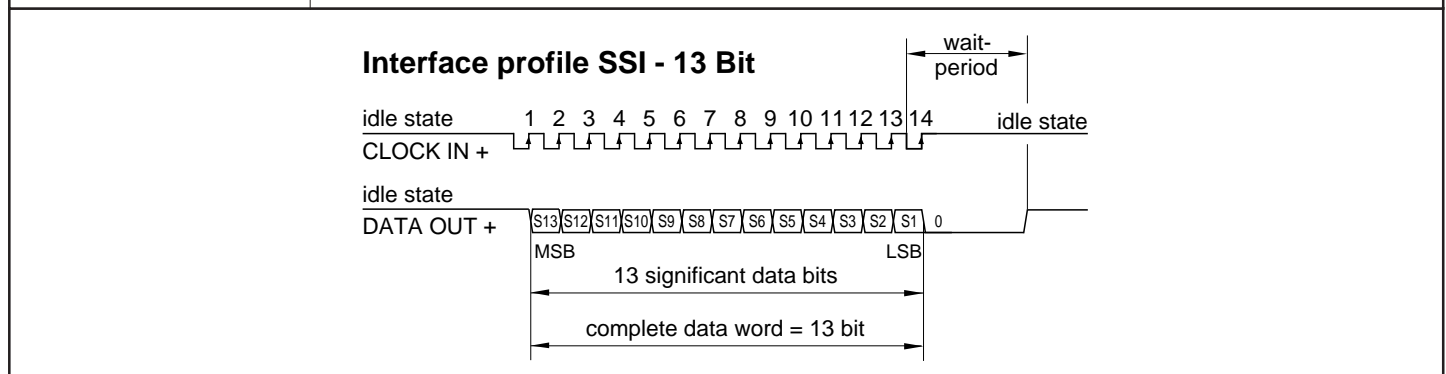 Interface profile SSI - 13 Bit
wait-
period
idle state
1 2 3 4 5 6 7 8 9 10 11 12 13 14
idle state
CLOCK IN +
idle state
DATA OUT +
S13 S12 S11 S10 S9 S8 S7 S6 S5 S4 S3 S2 S1 0
MSB LSB
13 significant data bits
complete data word = 13 bit